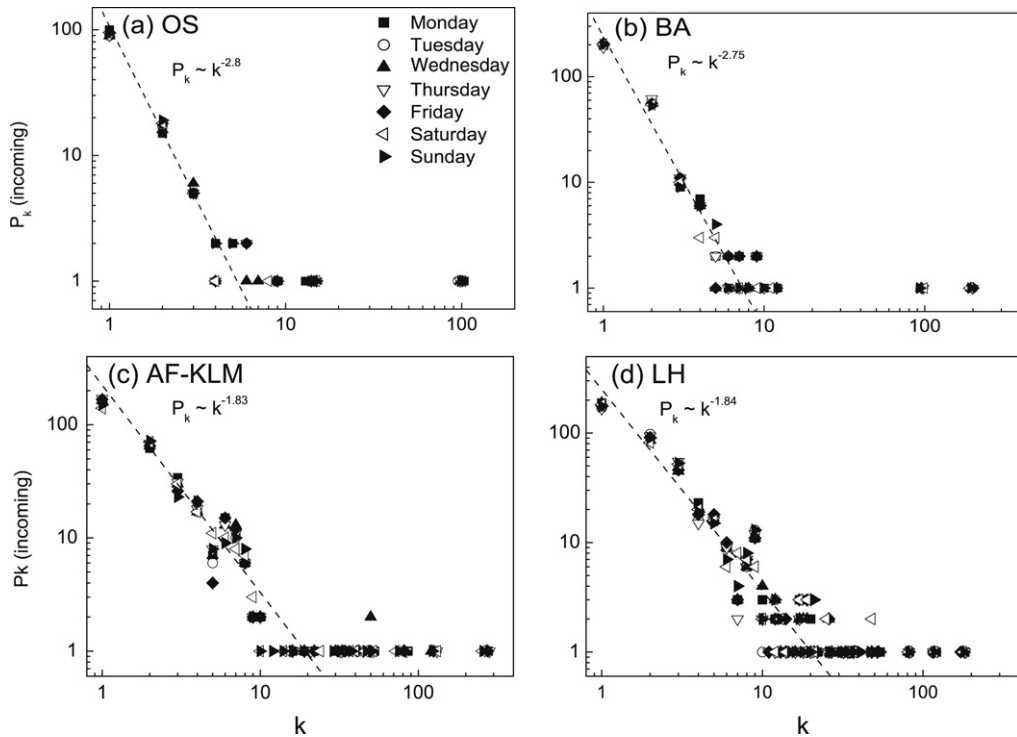 (a) OS
P_k ~ k^-2.8
Monday
Tuesday
Wednesday
Thursday
Friday
Saturday
Sunday
100
10
1
P_k (incoming)
1
10
100
(b) BA
P_k ~ k^-2.75
100
10
1
1
10
100
(c) AF-KLM
P_k ~ k^-1.83
100
10
1
Pk (incoming)
1
10
100
k
(d) LH
P_k ~ k^-1.84
100
10
1
1
10
100
k